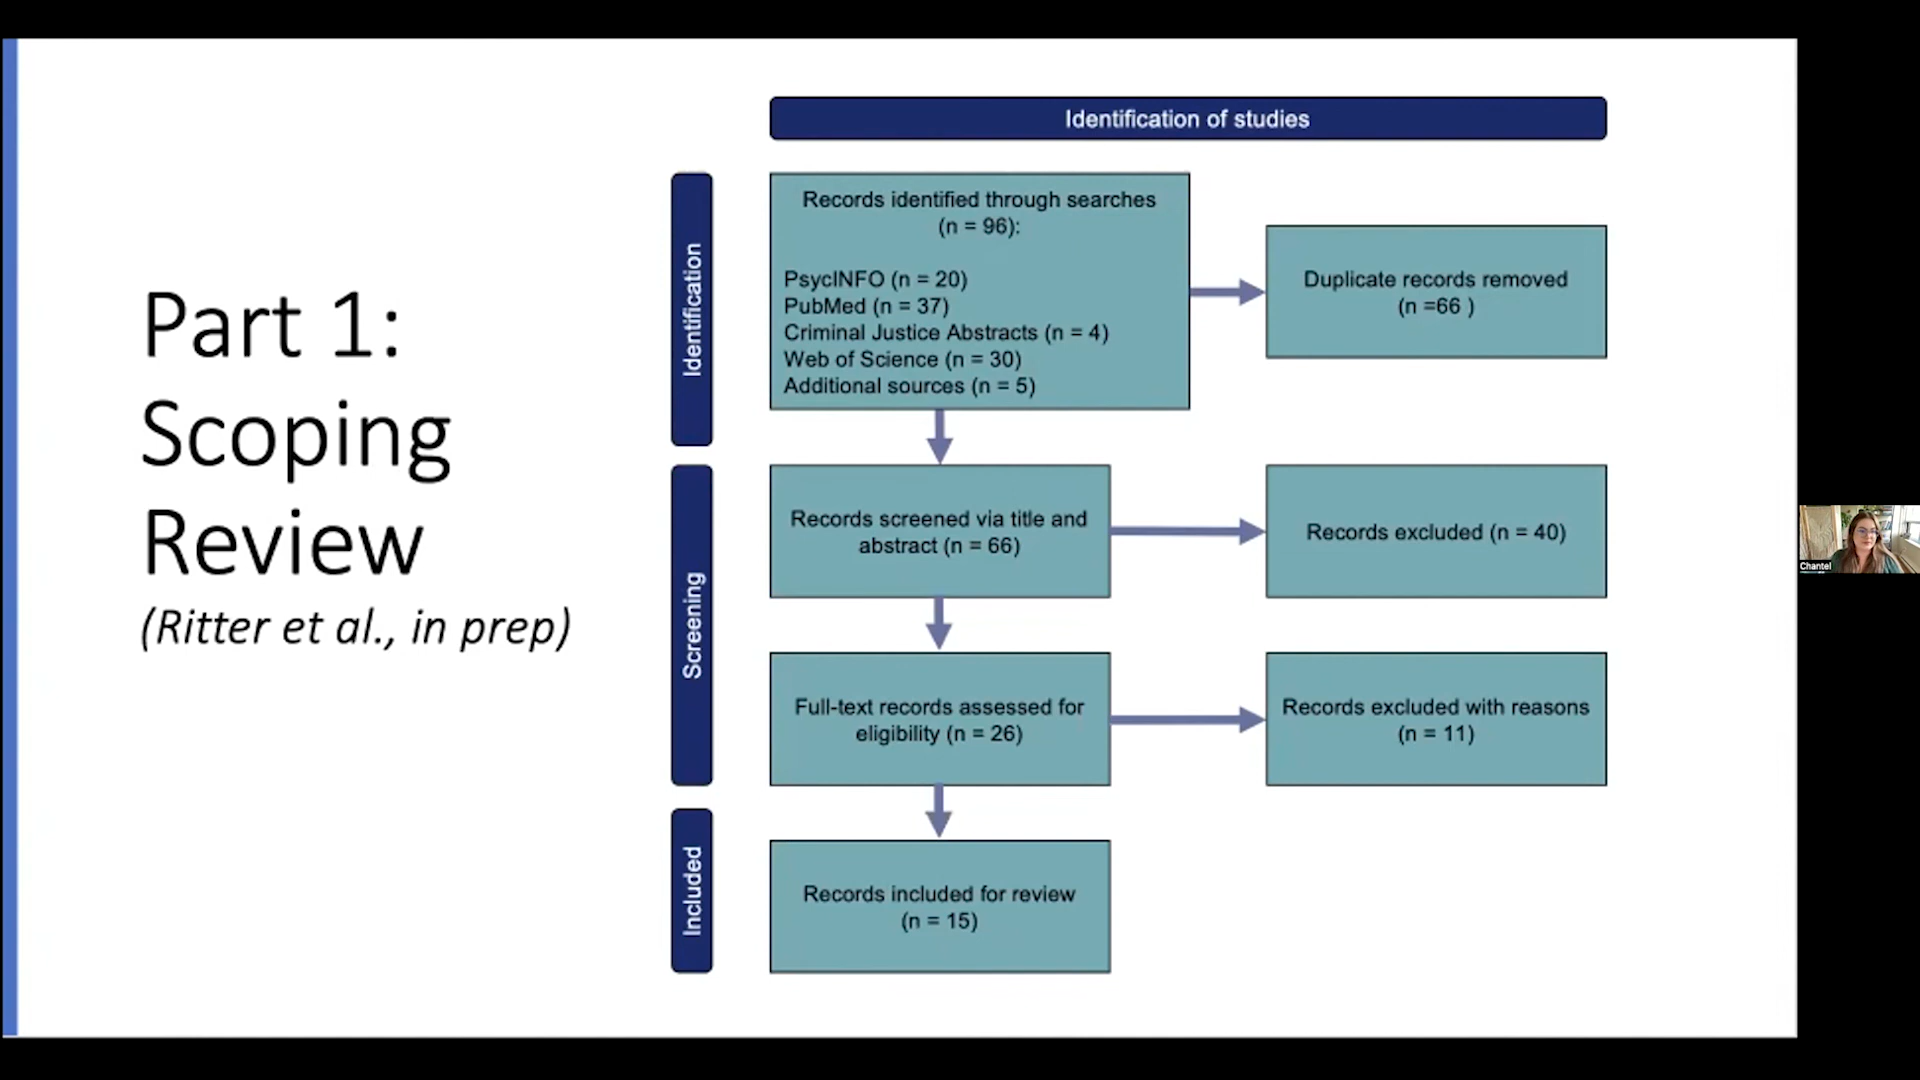 Part 1:
Scoping
Review
(Ritter et al., in prep)
Identification of studies
Identification
Records identified through searches
(n = 96):
PsycINFO (n = 20)
PubMed (n = 37)
Criminal Justice Abstracts (n = 4)
Web of Science (n = 30)
Additional sources (n = 5)
Duplicate records removed
(n =66 )
Screening
Records screened via title and
abstract (n = 66)
Records excluded (n = 40)
Full-text records assessed for
eligibility (n = 26)
Records excluded with reasons
(n = 11)
Included
Records included for review
(n = 15)
Chantel